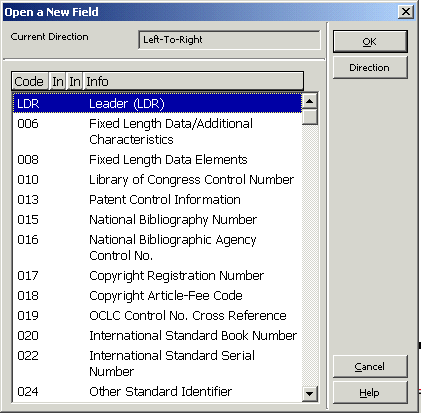 Open a New Field
Current Direction
Left-To-Right
OK
Direction
Code In In Info
LDR Leader (LDR)
006 Fixed Length Data/Additional
Characteristics
008 Fixed Length Data Elements
010 Library of Congress Control Number
013 Patent Control Information
015 National Bibliography Number
016 National Bibliographic Agency
Control No.
017 Copyright Registration Number
018 Copyright Article-Fee Code
019 OCLC Control No. Cross Reference
020 International Standard Book Number
022 International Standard Serial
Number
024 Other Standard Identifier
Cancel
Help